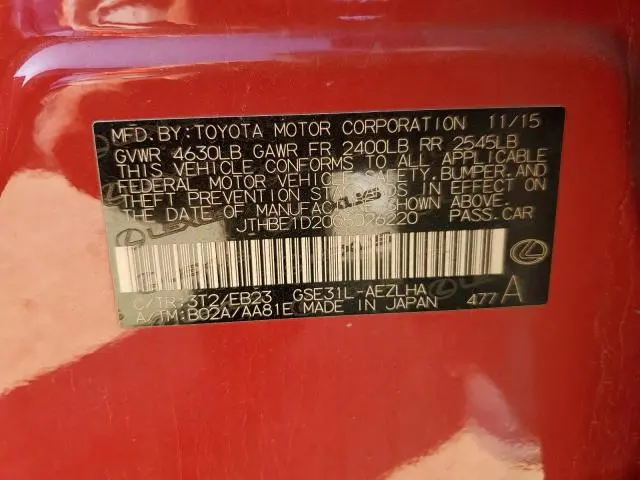 MFD. BY: TOYOTA MOTOR CORPORATION 11/15
GVWR 4630LB GAWR FR 2400LB RR 2545LB
THIS VEHICLE CONFORMS TO ALL APPLICABLE
FEDERAL MOTOR VEHICLE SAFETY, BUMPER, AND
THEFT PREVENTION STANDARDS IN EFFECT ON
THE DATE OF MANUFACTURE SHOWN ABOVE.
PASS. CAR
C/TR: 3T2/EB23 GSE31L-AEZLHA
A/TM: B02A/AA81E MADE IN JAPAN 477 A